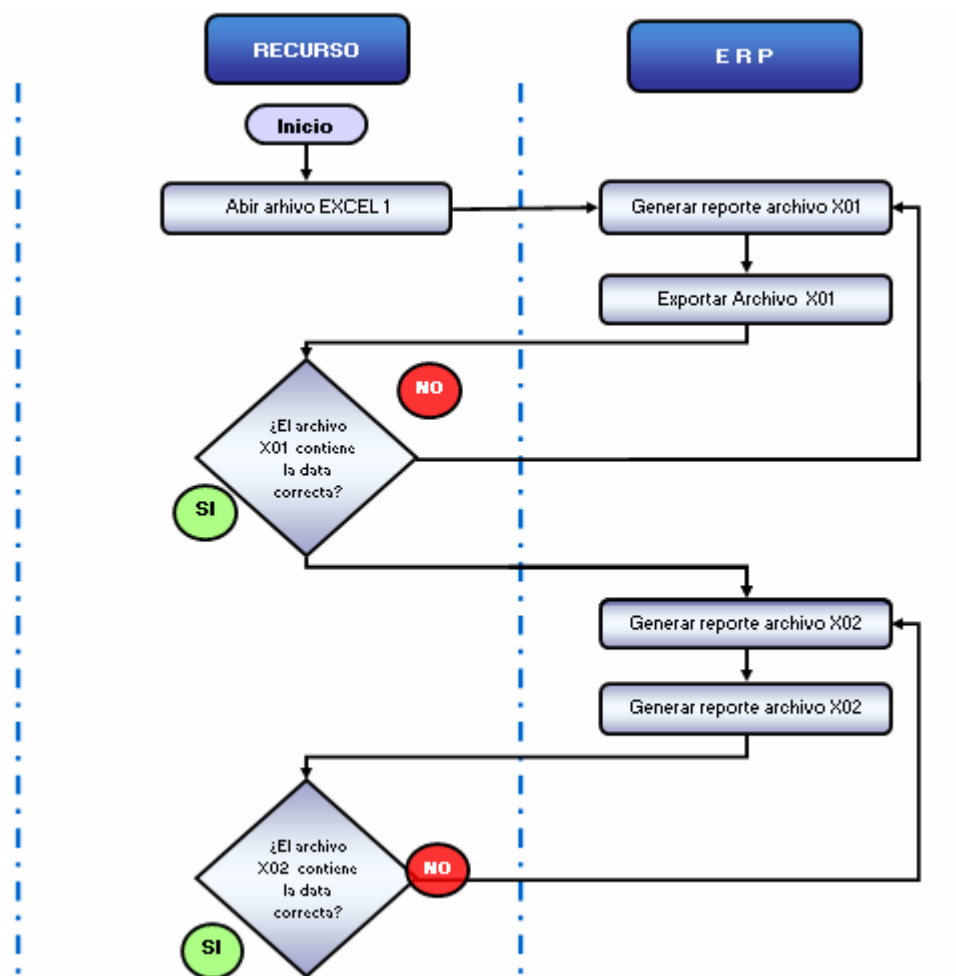 RECURSO
E R P
Inicio
Abir arhivo EXCEL 1
Generar reporte archivo X01
Exportar Archivo X01
NO
¿El archivo
X01 contiene
la data
correcta?
SI
Generar reporte archivo X02
Generar reporte archivo X02
¿El archivo
X02 contiene
la data
correcta?
NO
SI